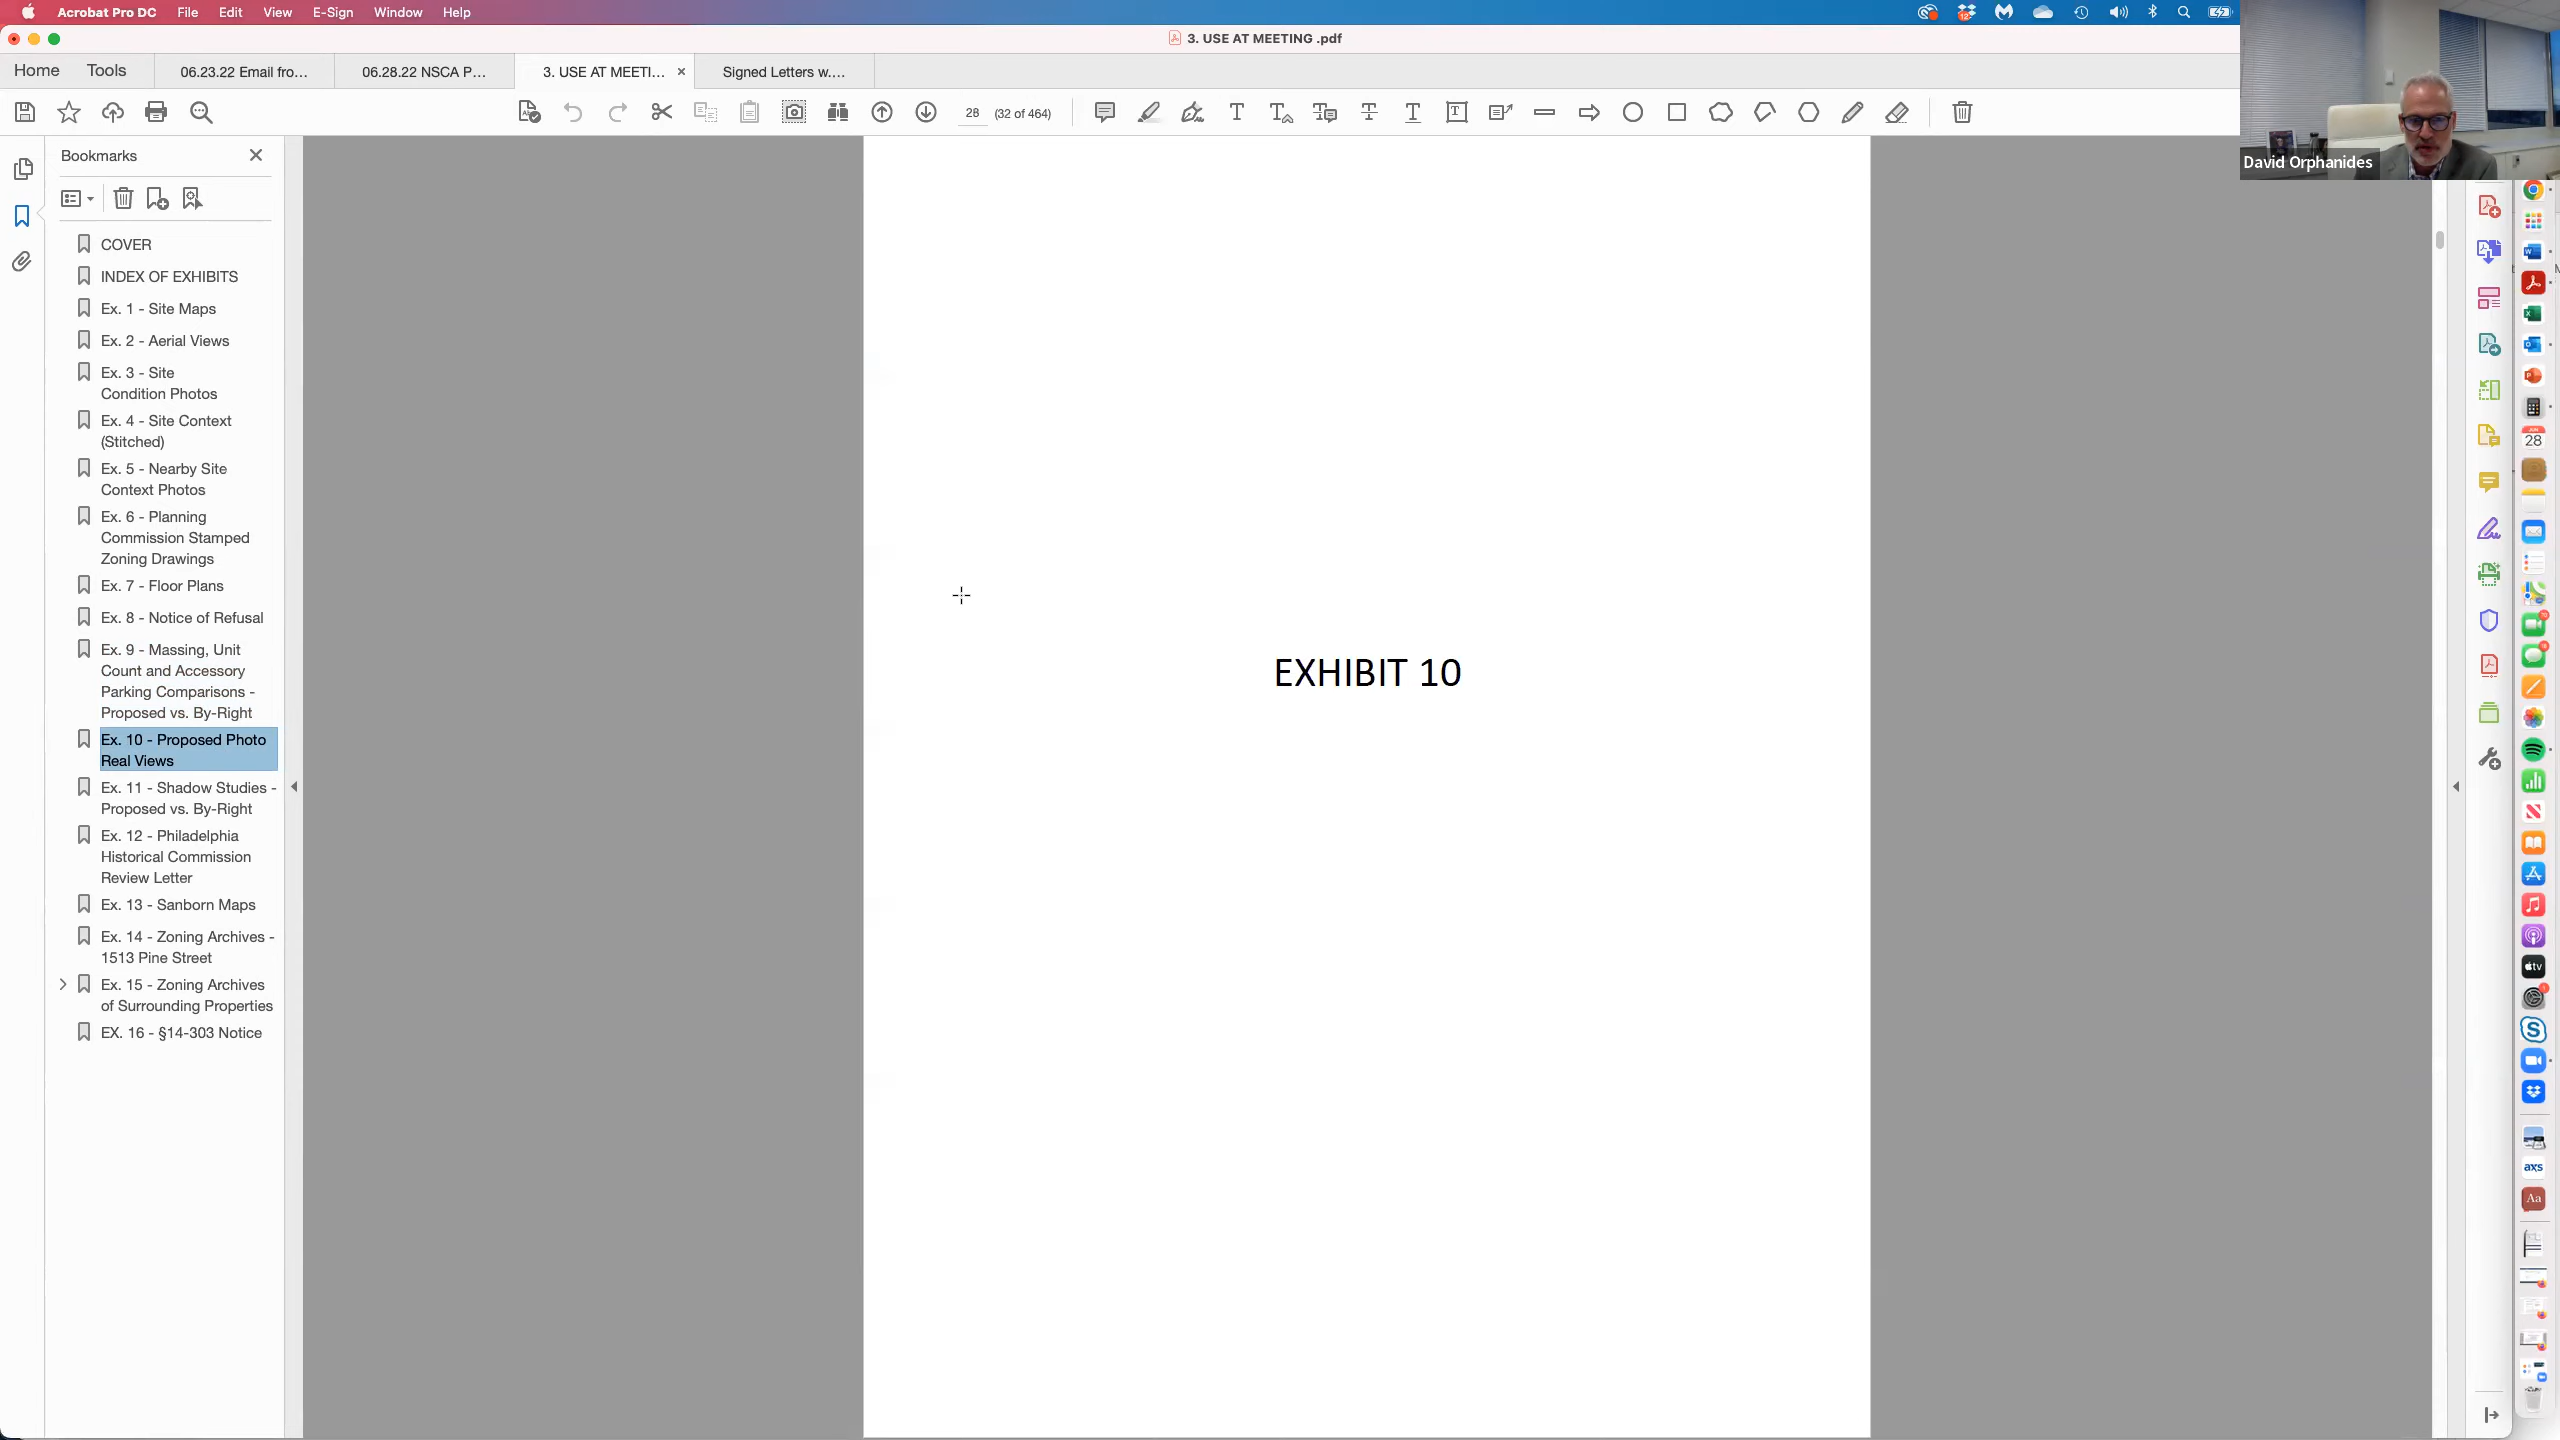 Acrobat Pro DC File Edit View E-Sign Window Help
3. USE AT MEETING .pdf
Home Tools 06.23.22 Email fro... 06.28.22 NSCA P... 3. USE AT MEETI... × Signed Letters w....
28 (32 of 464)
David Orphanides
Bookmarks
COVER
INDEX OF EXHIBITS
Ex. 1 - Site Maps
Ex. 2 - Aerial Views
Ex. 3 - Site
Condition Photos
Ex. 4 - Site Context
(Stitched)
Ex. 5 - Nearby Site
Context Photos
Ex. 6 - Planning
Commission Stamped
Zoning Drawings
Ex. 7 - Floor Plans
Ex. 8 - Notice of Refusal
Ex. 9 - Massing, Unit
Count and Accessory
Parking Comparisons -
Proposed vs. By-Right
Ex. 10 - Proposed Photo
Real Views
Ex. 11 - Shadow Studies -
Proposed vs. By-Right
Ex. 12 - Philadelphia
Historical Commission
Review Letter
Ex. 13 - Sanborn Maps
Ex. 14 - Zoning Archives -
1513 Pine Street
Ex. 15 - Zoning Archives
of Surrounding Properties
EX. 16 - §14-303 Notice
EXHIBIT 10
JUN
28
tv
axs
Aa